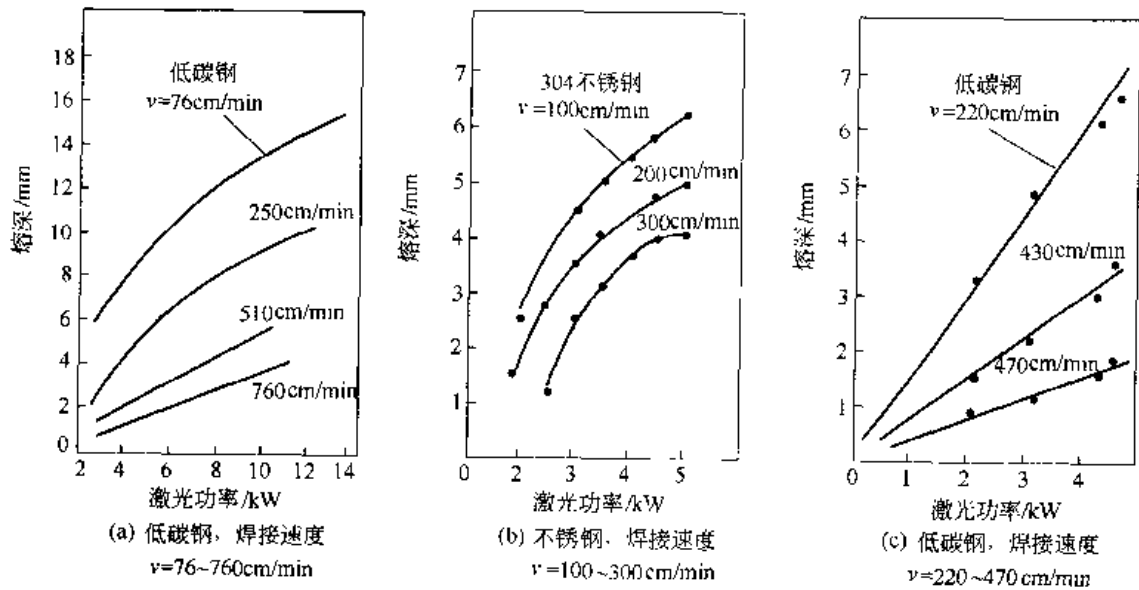 熔深/mm
18
16
14
12
10
8
6
4
2
0
低碳钢
v=76cm/min
250cm/min
510cm/min
760cm/min
2 4 6 8 10 12 14
激光功率/kW
(a) 低碳钢，焊接速度
v=76~760cm/min
熔深/mm
7
6
5
4
3
2
1
304不锈钢
v=100cm/min
200cm/min
300cm/min
0 2 3 4 5
激光功率/kW
(b) 不锈钢，焊接速度
v=100~300cm/min
熔深/mm
7
6
5
4
3
2
1
低碳钢
v=220cm/min
430cm/min
470cm/min
0 1 2 3 4
激光功率/kW
(c) 低碳钢，焊接速度
v=220~470cm/min